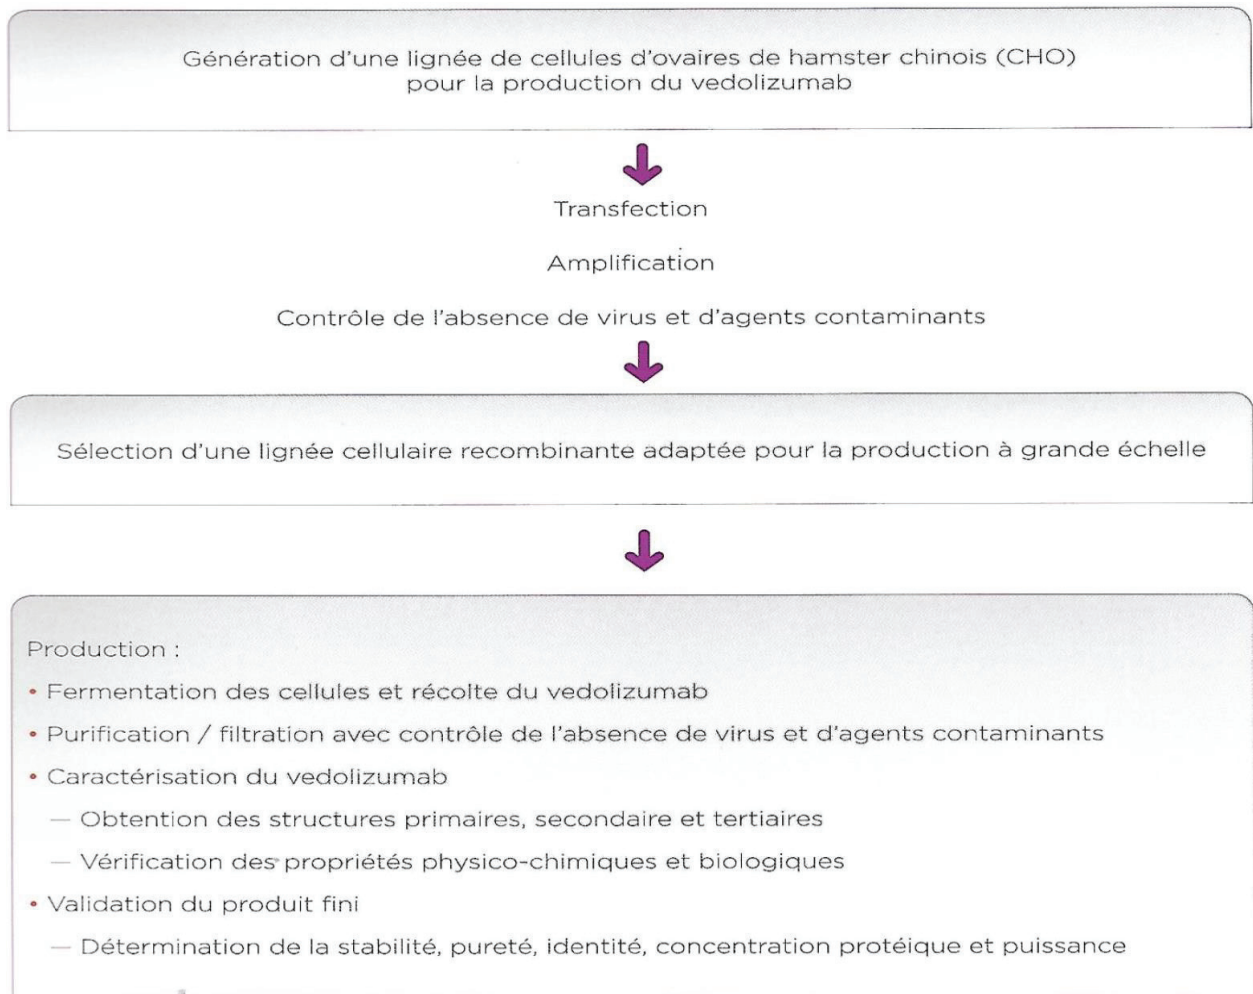 Génération d'une lignée de cellules d'ovaires de hamster chinois (CHO)
pour la production du vedolizumab
Transfection
Amplification
Contrôle de l'absence de virus et d'agents contaminants
Sélection d'une lignée cellulaire recombinante adaptée pour la production à grande échelle
Production :
• Fermentation des cellules et récolte du vedolizumab
• Purification / filtration avec contrôle de l'absence de virus et d'agents contaminants
• Caractérisation du vedolizumab
— Obtention des structures primaires, secondaire et tertiaires
— Vérification des propriétés physico-chimiques et biologiques
• Validation du produit fini
— Détermination de la stabilité, pureté, identité, concentration protéique et puissance